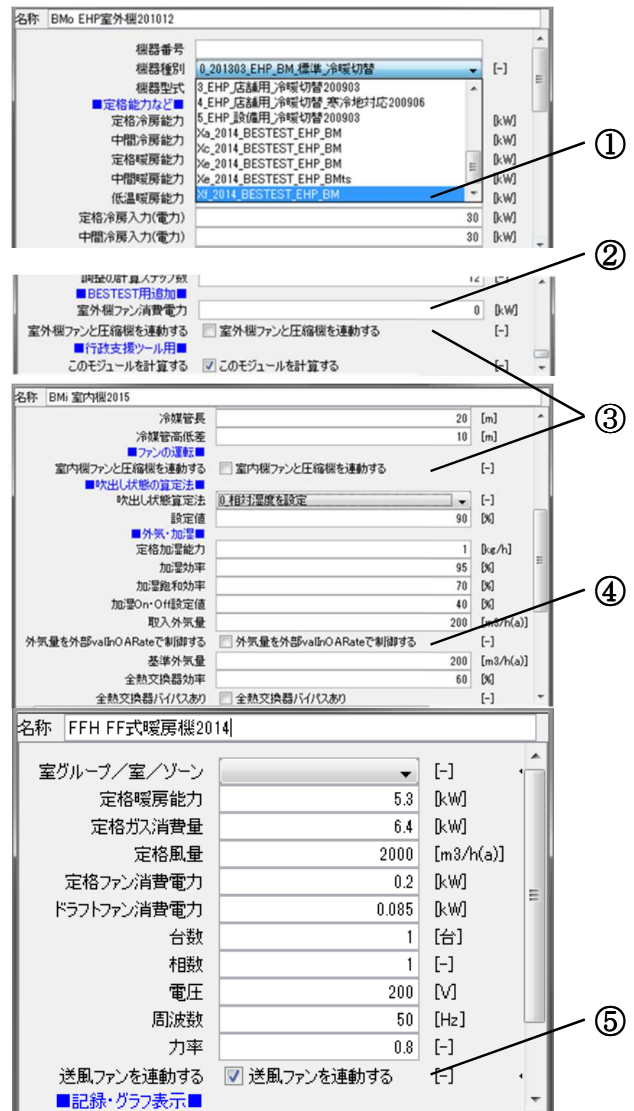 名称 BMo EHP室外機201012
機器番号
機器種別 0_201303_EHP_BM_標準_冷暖切替 [-]
機器型式 3_EHP_店舗用_冷暖切替200903
■定格能力など■ 4_EHP_店舗用_冷暖切替_寒冷地対応200906
定格冷房能力 5_EHP_設備用_冷暖切替200903 [kW]
中間冷房能力 Xa_2014_BESTEST_EHP_BM [kW]
Xc_2014_BESTEST_EHP_BM
定格暖房能力 Xe_2014_BESTEST_EHP_BM [kW]
中間暖房能力 Xe_2014_BESTEST_EHP_BMts [kW]
低温暖房能力 Xf_2014_BESTEST_EHP_BM [kW]
①
定格冷房入力(電力) 30 [kW]
中間冷房入力(電力) 30 [kW]
②
調整の計算ステップ数 12 [-]
■BESTEST用追加■
室外機ファン消費電力 0 [kW]
室外機ファンと圧縮機を連動する 室外機ファンと圧縮機を連動する [-]
■行政支援ツール用■
このモジュールを計算する このモジュールを計算する [-]
③
名称 BMi 室内機2015
冷媒管長 20 [m]
冷媒管高低差 10 [m]
■ファンの運転■
室内機ファンと圧縮機を連動する 室内機ファンと圧縮機を連動する [-]
■吹出し状態の算定法■
吹出し状態算定法 0_相対湿度を設定 [-]
設定値 90 [%]
■外気・加湿■
定格加湿能力 1 [kg/h]
加湿効率 95 [%]
加湿飽和効率 70 [%]
加湿On・Off設定値 40 [%]
④
取入外気量 200 [m3/h(a)]
外気量を外部valInOARateで制御する 外気量を外部valInOARateで制御する [-]
基準外気量 200 [m3/h(a)]
全熱交換器効率 60 [%]
全熱交換器バイパスあり 全熱交換器バイパスあり [-]
名称 FFH FF式暖房機2014
室グループ/室/ゾーン [-]
定格暖房能力 5.3 [kW]
定格ガス消費量 6.4 [kW]
定格風量 2000 [m3/h(a)]
定格ファン消費電力 0.2 [kW]
ドラフトファン消費電力 0.085 [kW]
台数 1 [台]
相数 1 [-]
電圧 200 [V]
周波数 50 [Hz]
⑤
力率 0.8 [-]
送風ファンを連動する 送風ファンを連動する [-]
■記録・グラフ表示■